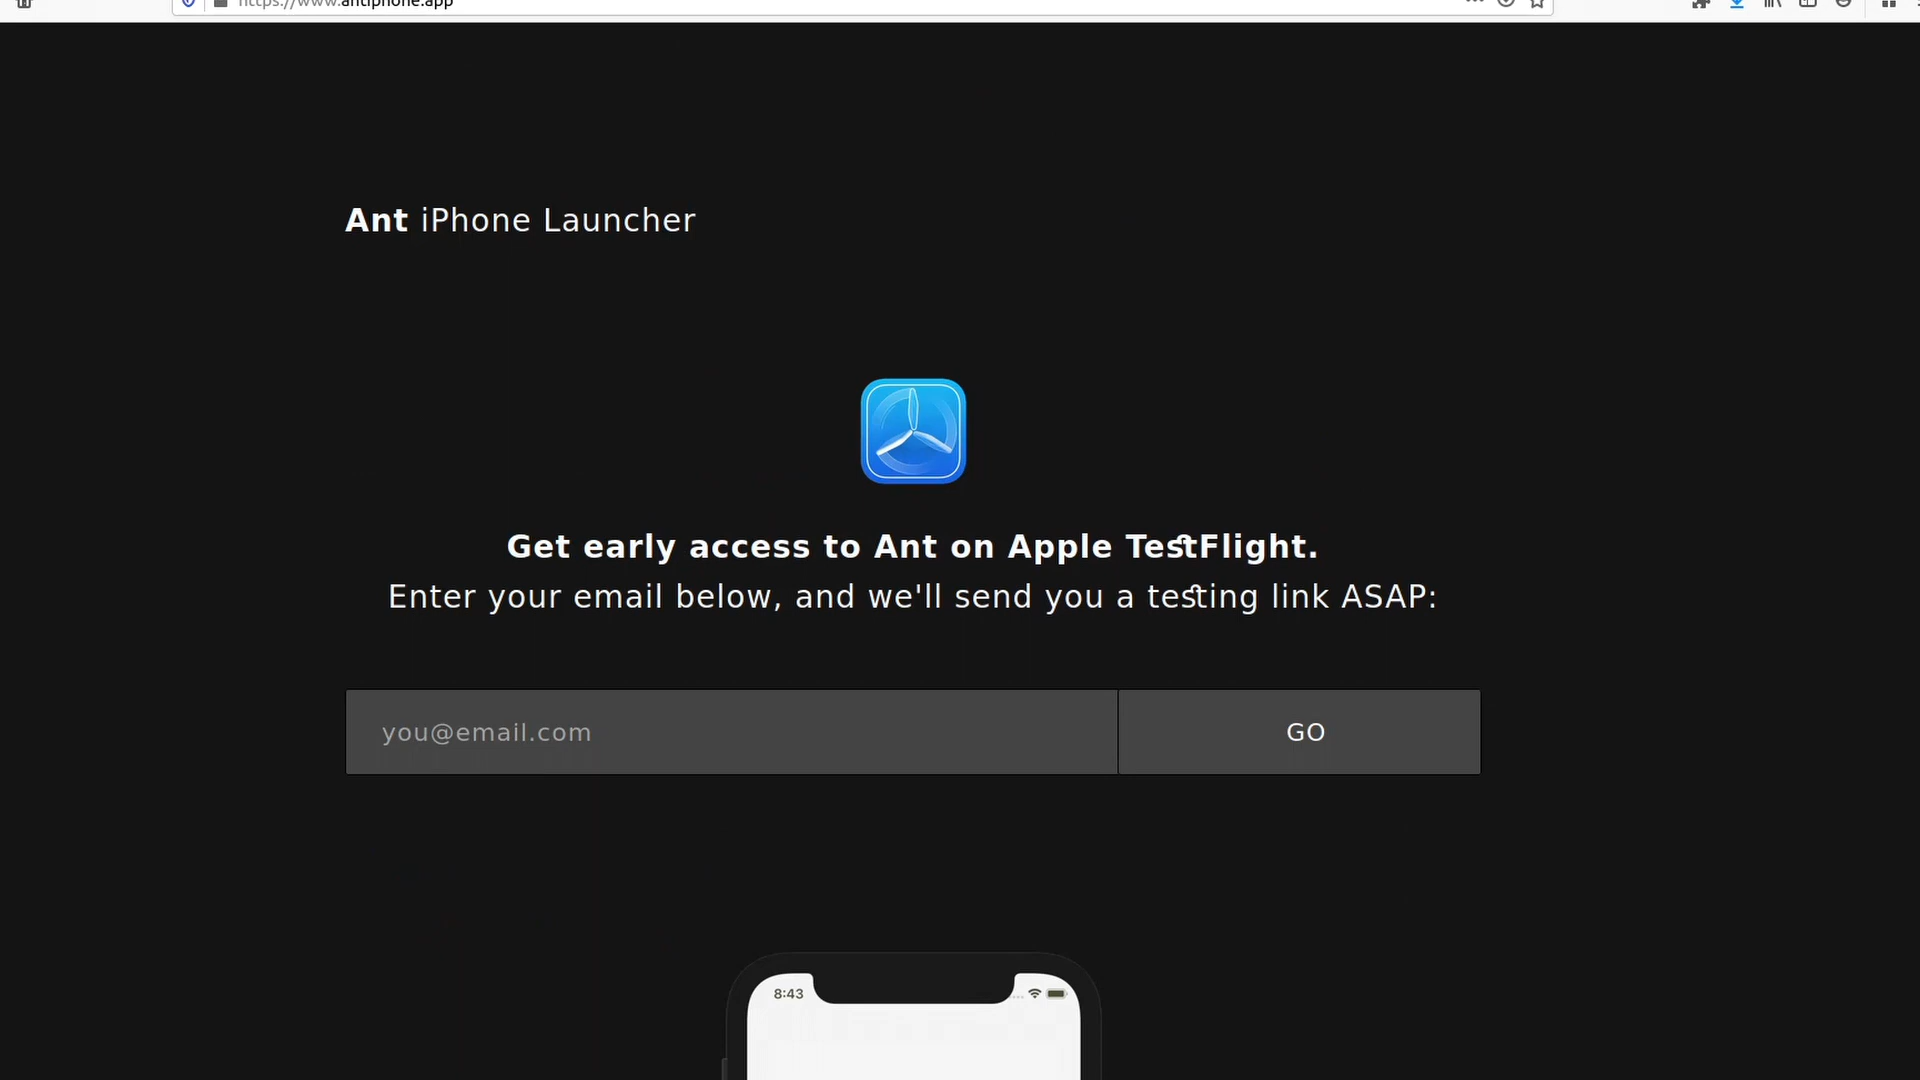 https://www.antiphone.app
Ant iPhone Launcher
Get early access to Ant on Apple TestFlight.
Enter your email below, and we'll send you a testing link ASAP:
you@email.com
GO
8:43